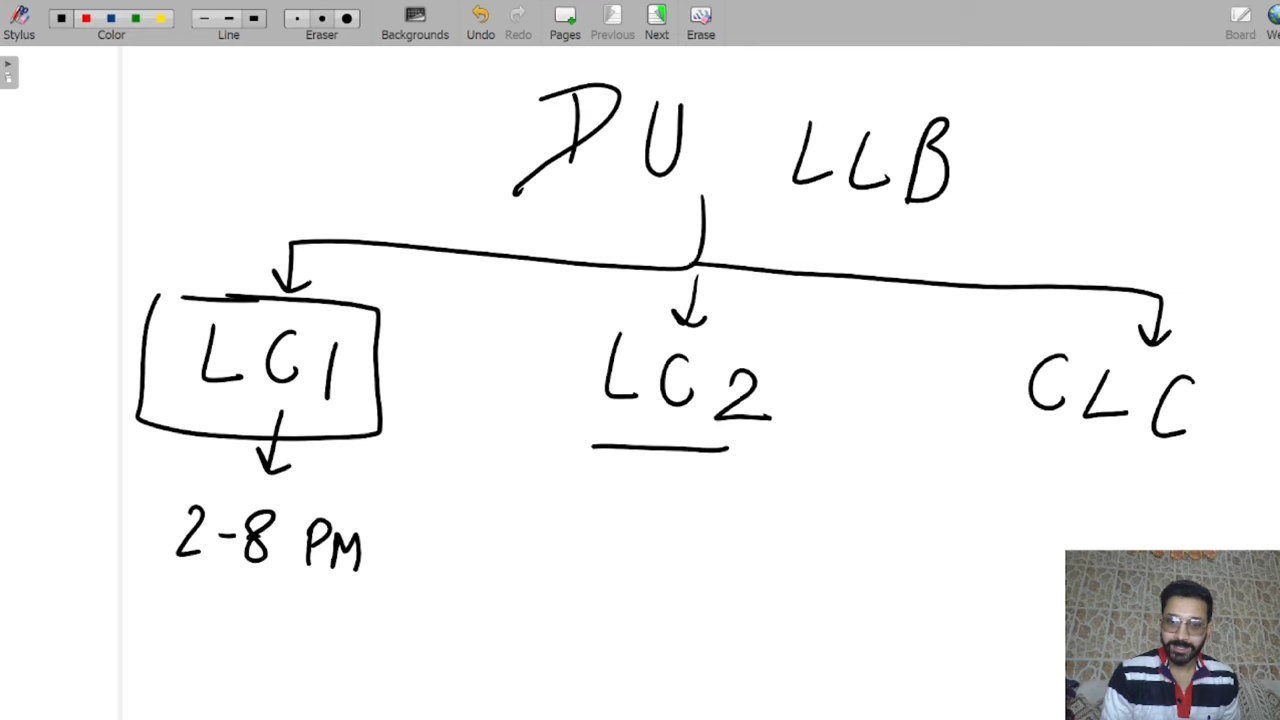 Stylus Color Line Eraser Backgrounds Undo Redo Pages Previous Next Erase Board We
DU LLB
LC1 LC2 CLC
2-8 PM